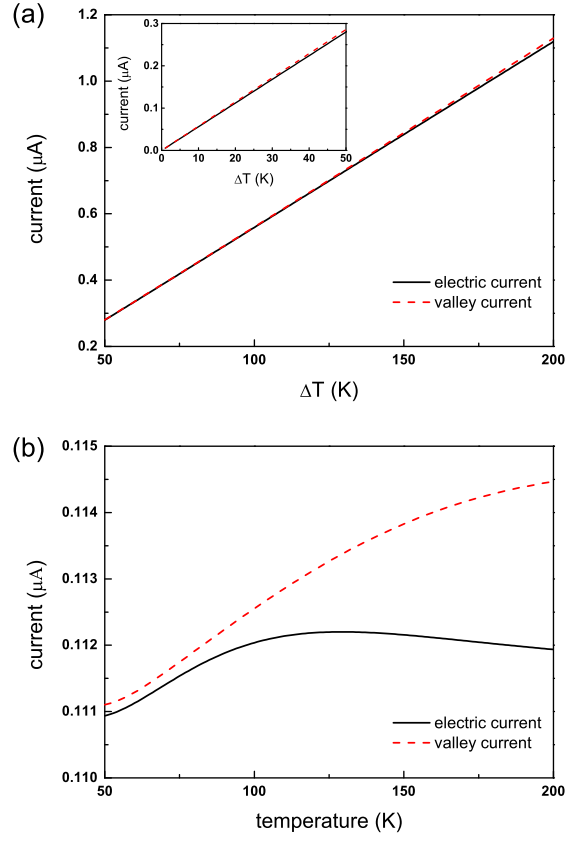 (a)
1.2
1.0
0.8
0.6
0.4
0.2
current (μA)
0.3
0.2
0.1
0.0
current (μA)
0 10 20 30 40 50
ΔT (K)
electric current
valley current
50 100 150 200
ΔT (K)
(b)
0.115
0.114
0.113
0.112
0.111
0.110
current (μA)
electric current
valley current
50 100 150 200
temperature (K)